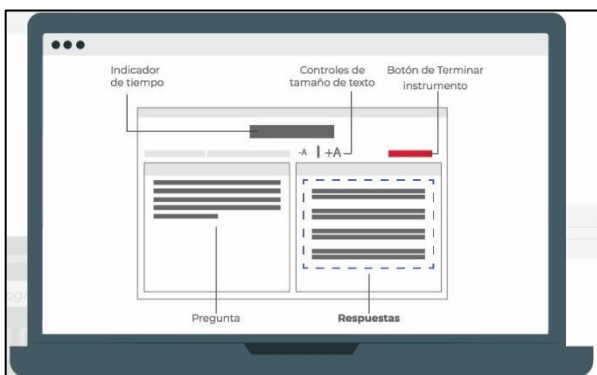 Indicador
de tiempo
Controles de
tamaño de texto
Botón de Terminar
instrumento
-A | +A
Pregunta
Respuestas